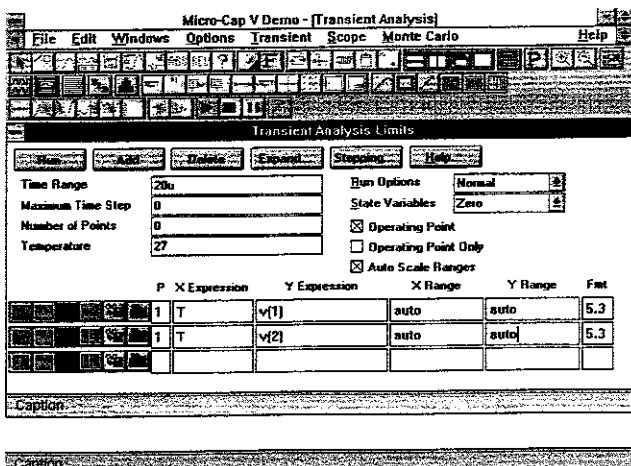 Micro-Cap V Demo - [Transient Analysis]
File Edit Windows Options Transient Scope Monte Carlo Help
Transient Analysis Limits
Run Add Delete Expand Stepping Help
Time Range 20u
Run Options Normal
Maximum Time Step 0
State Variables Zero
Number of Points 0
Operating Point
Temperature 27
Operating Point Only
Auto Scale Ranges
P X Expression Y Expression X Range Y Range Fmt
1 T v(1) auto auto 5.3
1 T v(2) auto auto 5.3
Caption
Caption